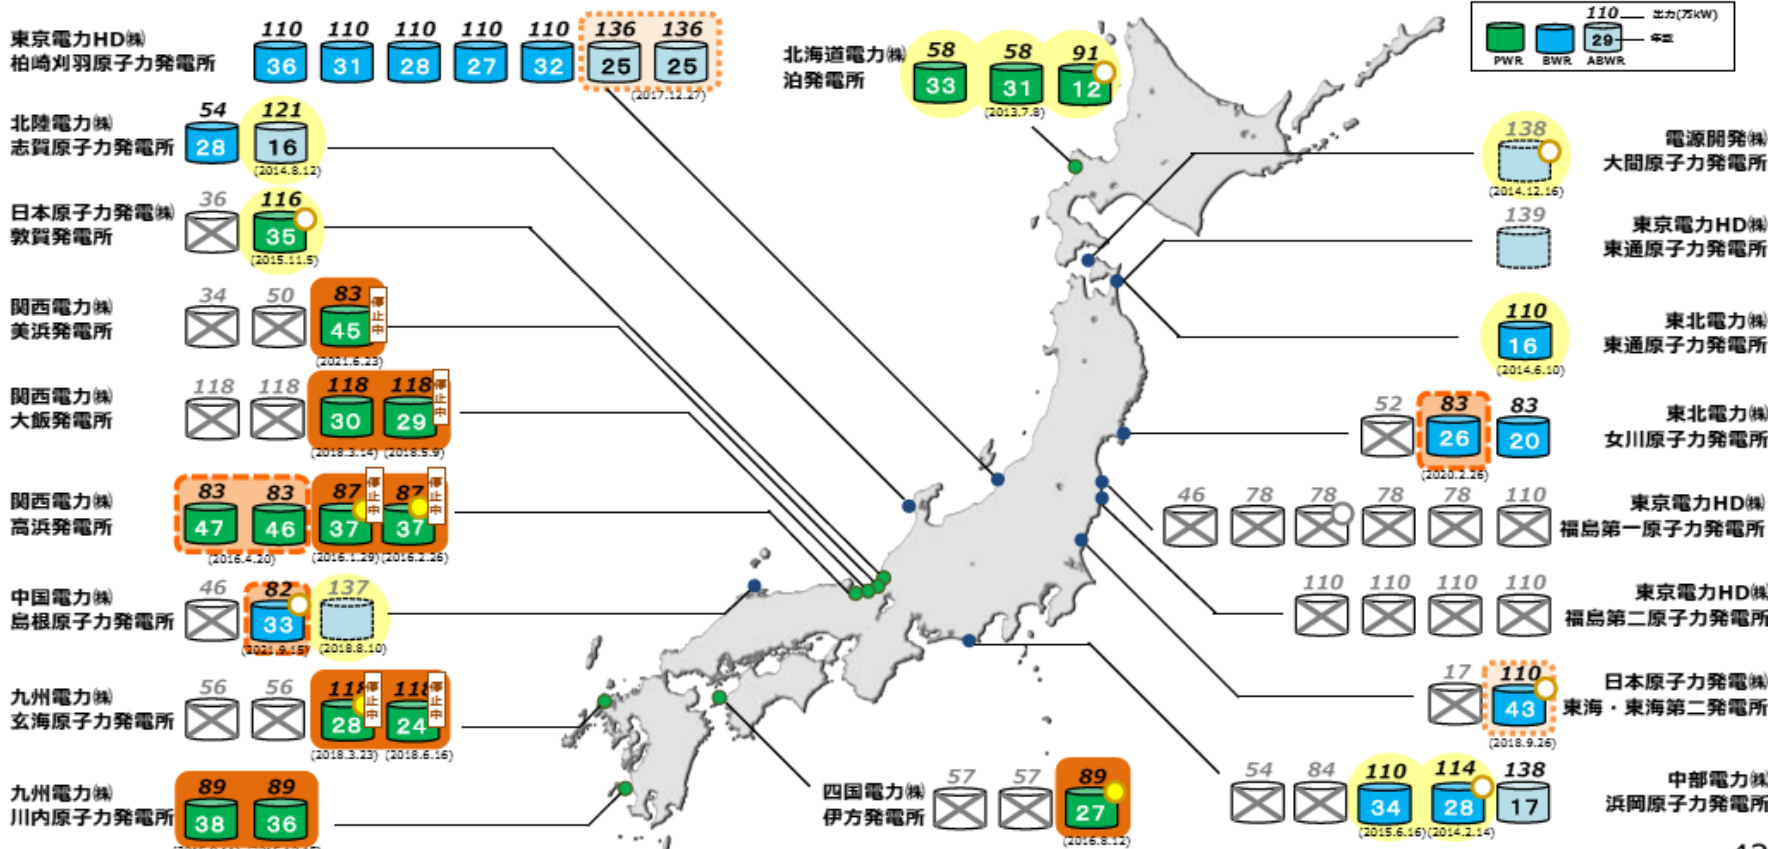 110 110 110 110 110 136 136
東京電力HD㈱
柏崎刈羽原子力発電所
36 31 28 27 32 25 25
(2017.12.27)
58 58 91
北海道電力㈱
泊発電所
33 31 12
(2013.7.8)
110 出力(万kW)
29 年数
PWR BWR ABWR
54 121
北陸電力㈱
志賀原子力発電所
28 16
(2014.8.12)
138
電源開発㈱
大間原子力発電所
(2014.12.16)
36 116
日本原子力発電㈱
敦賀発電所
35
(2015.11.5)
139
東京電力HD㈱
東通原子力発電所
34 50 83
関西電力㈱
美浜発電所
45
停止中
(2021.6.23)
110
東北電力㈱
東通原子力発電所
16
(2014.6.10)
118 118 118 118
関西電力㈱
大飯発電所
30 29
停止中
(2018.3.14) (2018.5.9)
52 83 83
東北電力㈱
女川原子力発電所
26 20
(2020.2.26)
83 83 87 87
関西電力㈱
高浜発電所
47 46 37 37
停止中
停止中
(2016.4.20) (2016.1.29) (2016.2.26)
46 78 78 78 78 110
東京電力HD㈱
福島第一原子力発電所
46 82 137
中国電力㈱
島根原子力発電所
33
(2021.9.15) (2018.8.10)
110 110 110 110
東京電力HD㈱
福島第二原子力発電所
56 56 118 118
九州電力㈱
玄海原子力発電所
28 24
停止中
停止中
(2018.3.23) (2018.6.16)
17 110
日本原子力発電㈱
東海・東海第二発電所
43
(2018.9.26)
89 89
九州電力㈱
川内原子力発電所
38 36
57 57 89
四国電力㈱
伊方発電所
27
(2016.8.12)
54 84 110 114 138
中部電力㈱
浜岡原子力発電所
34 28 17
(2015.6.16) (2014.2.14)